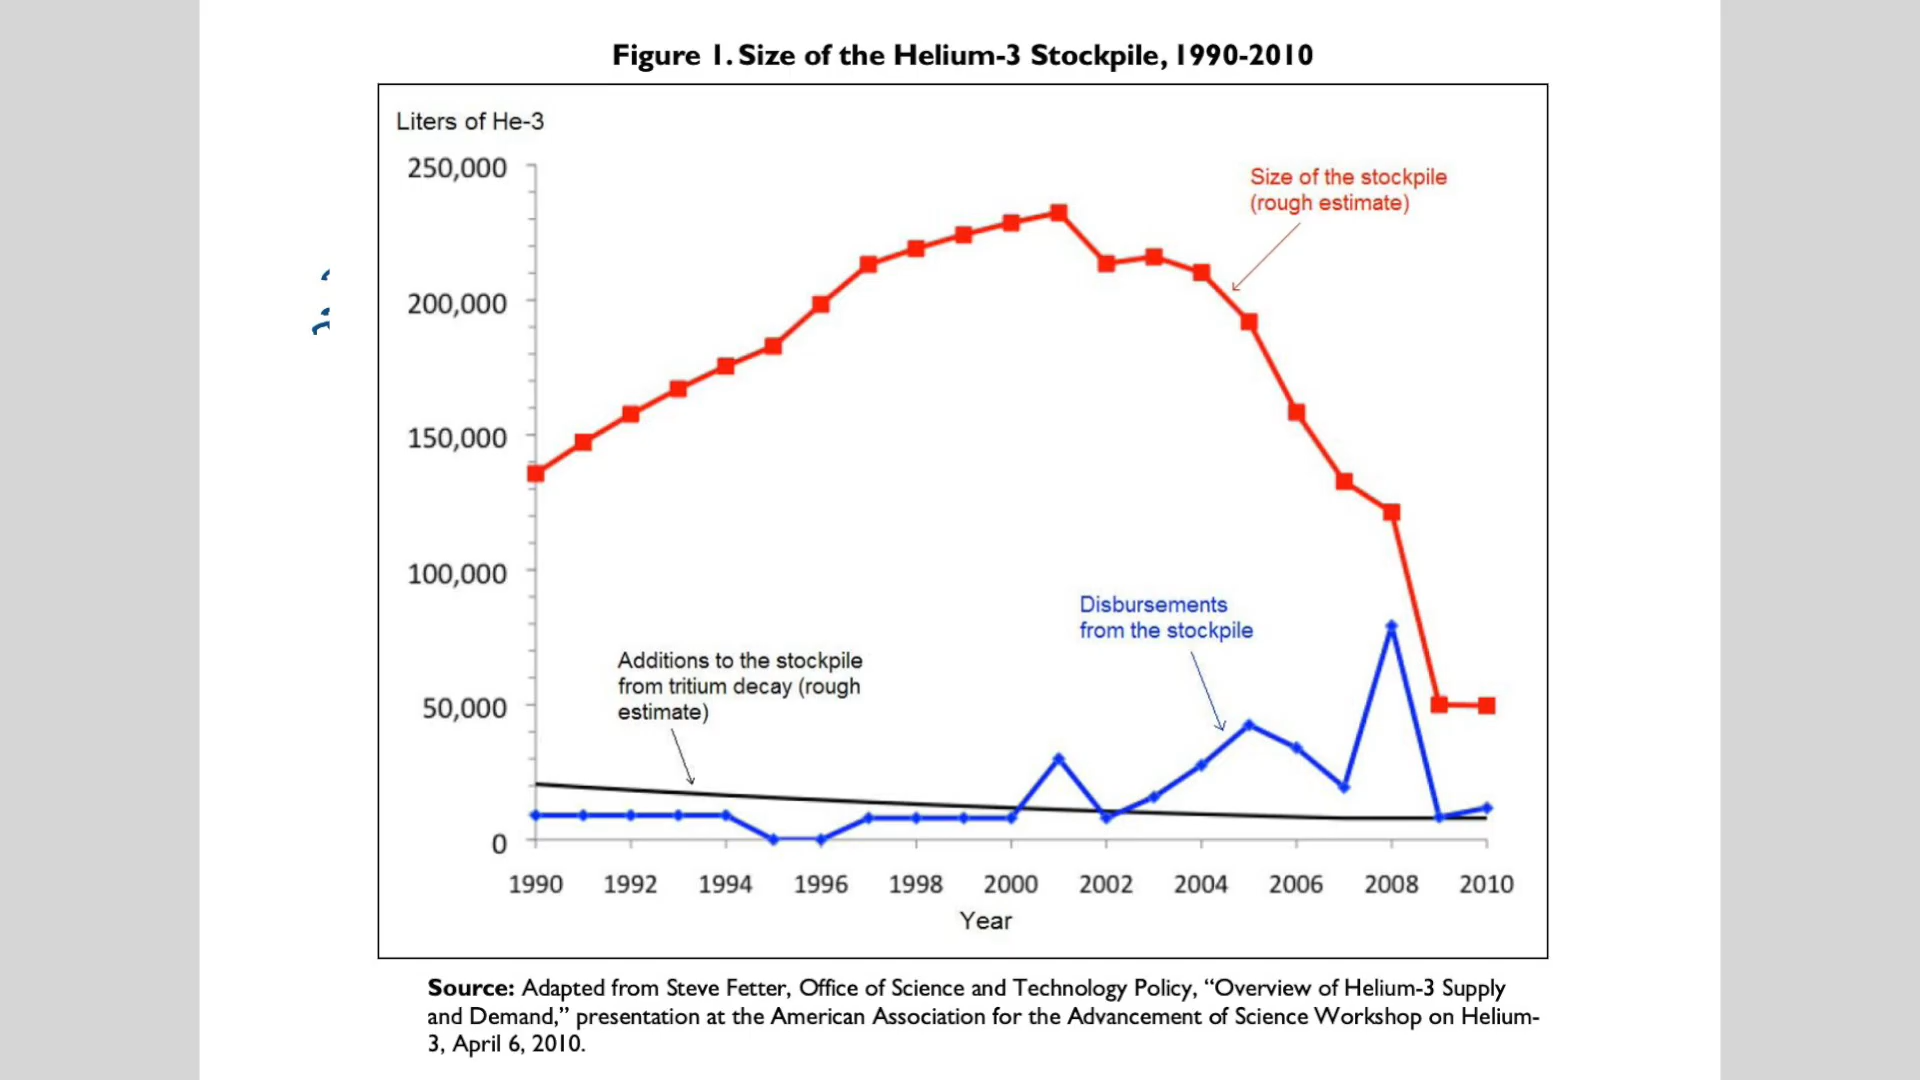 Figure 1. Size of the Helium-3 Stockpile, 1990-2010
Liters of He-3
250,000
200,000
150,000
100,000
50,000
0
Size of the stockpile
(rough estimate)
Disbursements
from the stockpile
Additions to the stockpile
from tritium decay (rough
estimate)
1990 1992 1994 1996 1998 2000 2002 2004 2006 2008 2010
Year
Source: Adapted from Steve Fetter, Office of Science and Technology Policy, “Overview of Helium-3 Supply
and Demand,” presentation at the American Association for the Advancement of Science Workshop on Helium-
3, April 6, 2010.